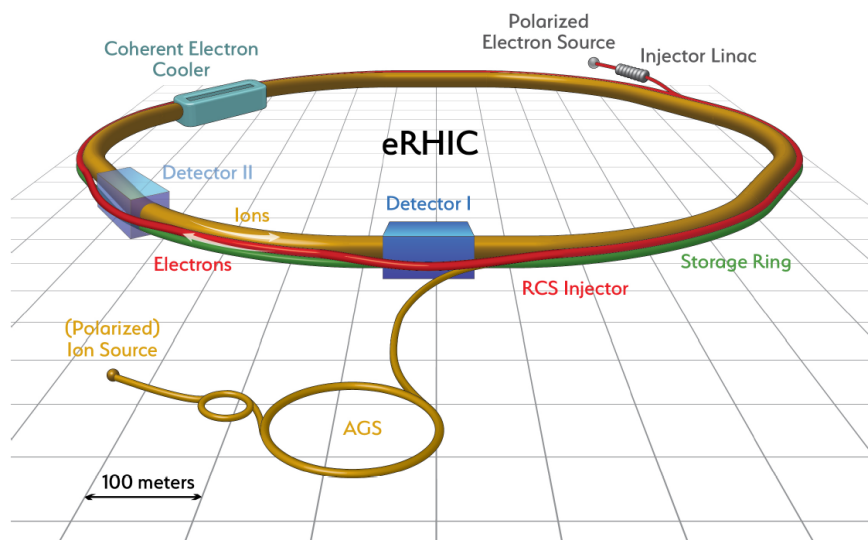 Polarized
Electron Source
Injector Linac
Coherent Electron
Cooler
eRHIC
Detector II
Detector I
Ions
Electrons
Storage Ring
RCS Injector
(Polarized)
Ion Source
AGS
100 meters